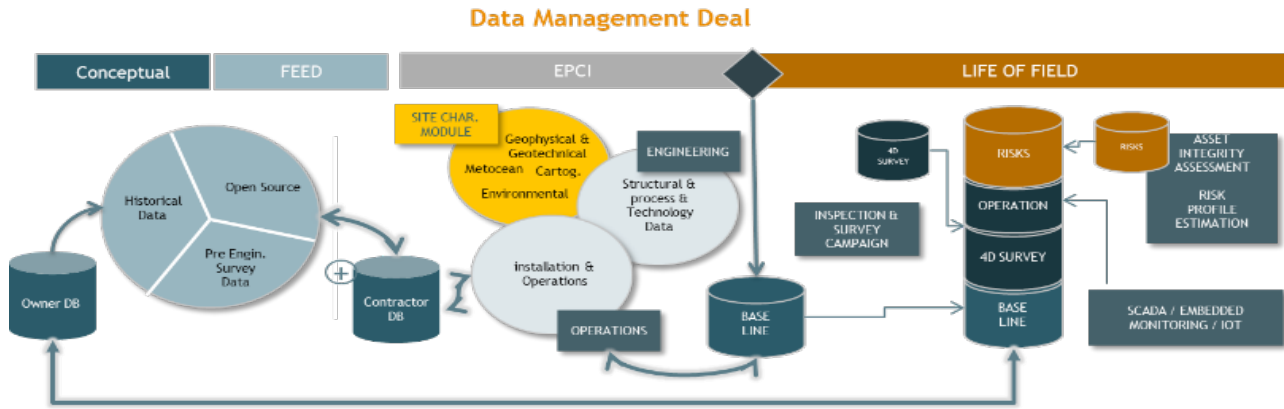 Data Management Deal
Conceptual
FEED
EPCI
LIFE OF FIELD
SITE CHAR.
MODULE
Geophysical &
Geotechnical
Metocean Cartog.
Environmental
ENGINEERING
Structural &
process &
Technology
Data
installation &
Operations
OPERATIONS
Historical
Data
Open Source
Pre Engin.
Survey
Data
Owner DB
Contractor
DB
BASE
LINE
4D
SURVEY
INSPECTION &
SURVEY
CAMPAIGN
RISKS
OPERATION
4D SURVEY
BASE
LINE
RISKS
ASSET
INTEGRITY
ASSESSMENT
RISK
PROFILE
ESTIMATION
SCADA / EMBEDDED
MONITORING / IOT